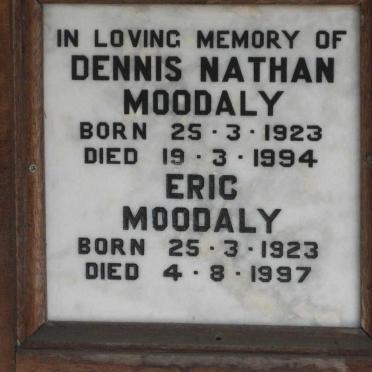 IN LOVING MEMORY OF
DENNIS NATHAN
MOODALY
BORN 25·3·1923
DIED 19·3·1994
ERIC
MOODALY
BORN 25·3·1923
DIED 4·8·1997